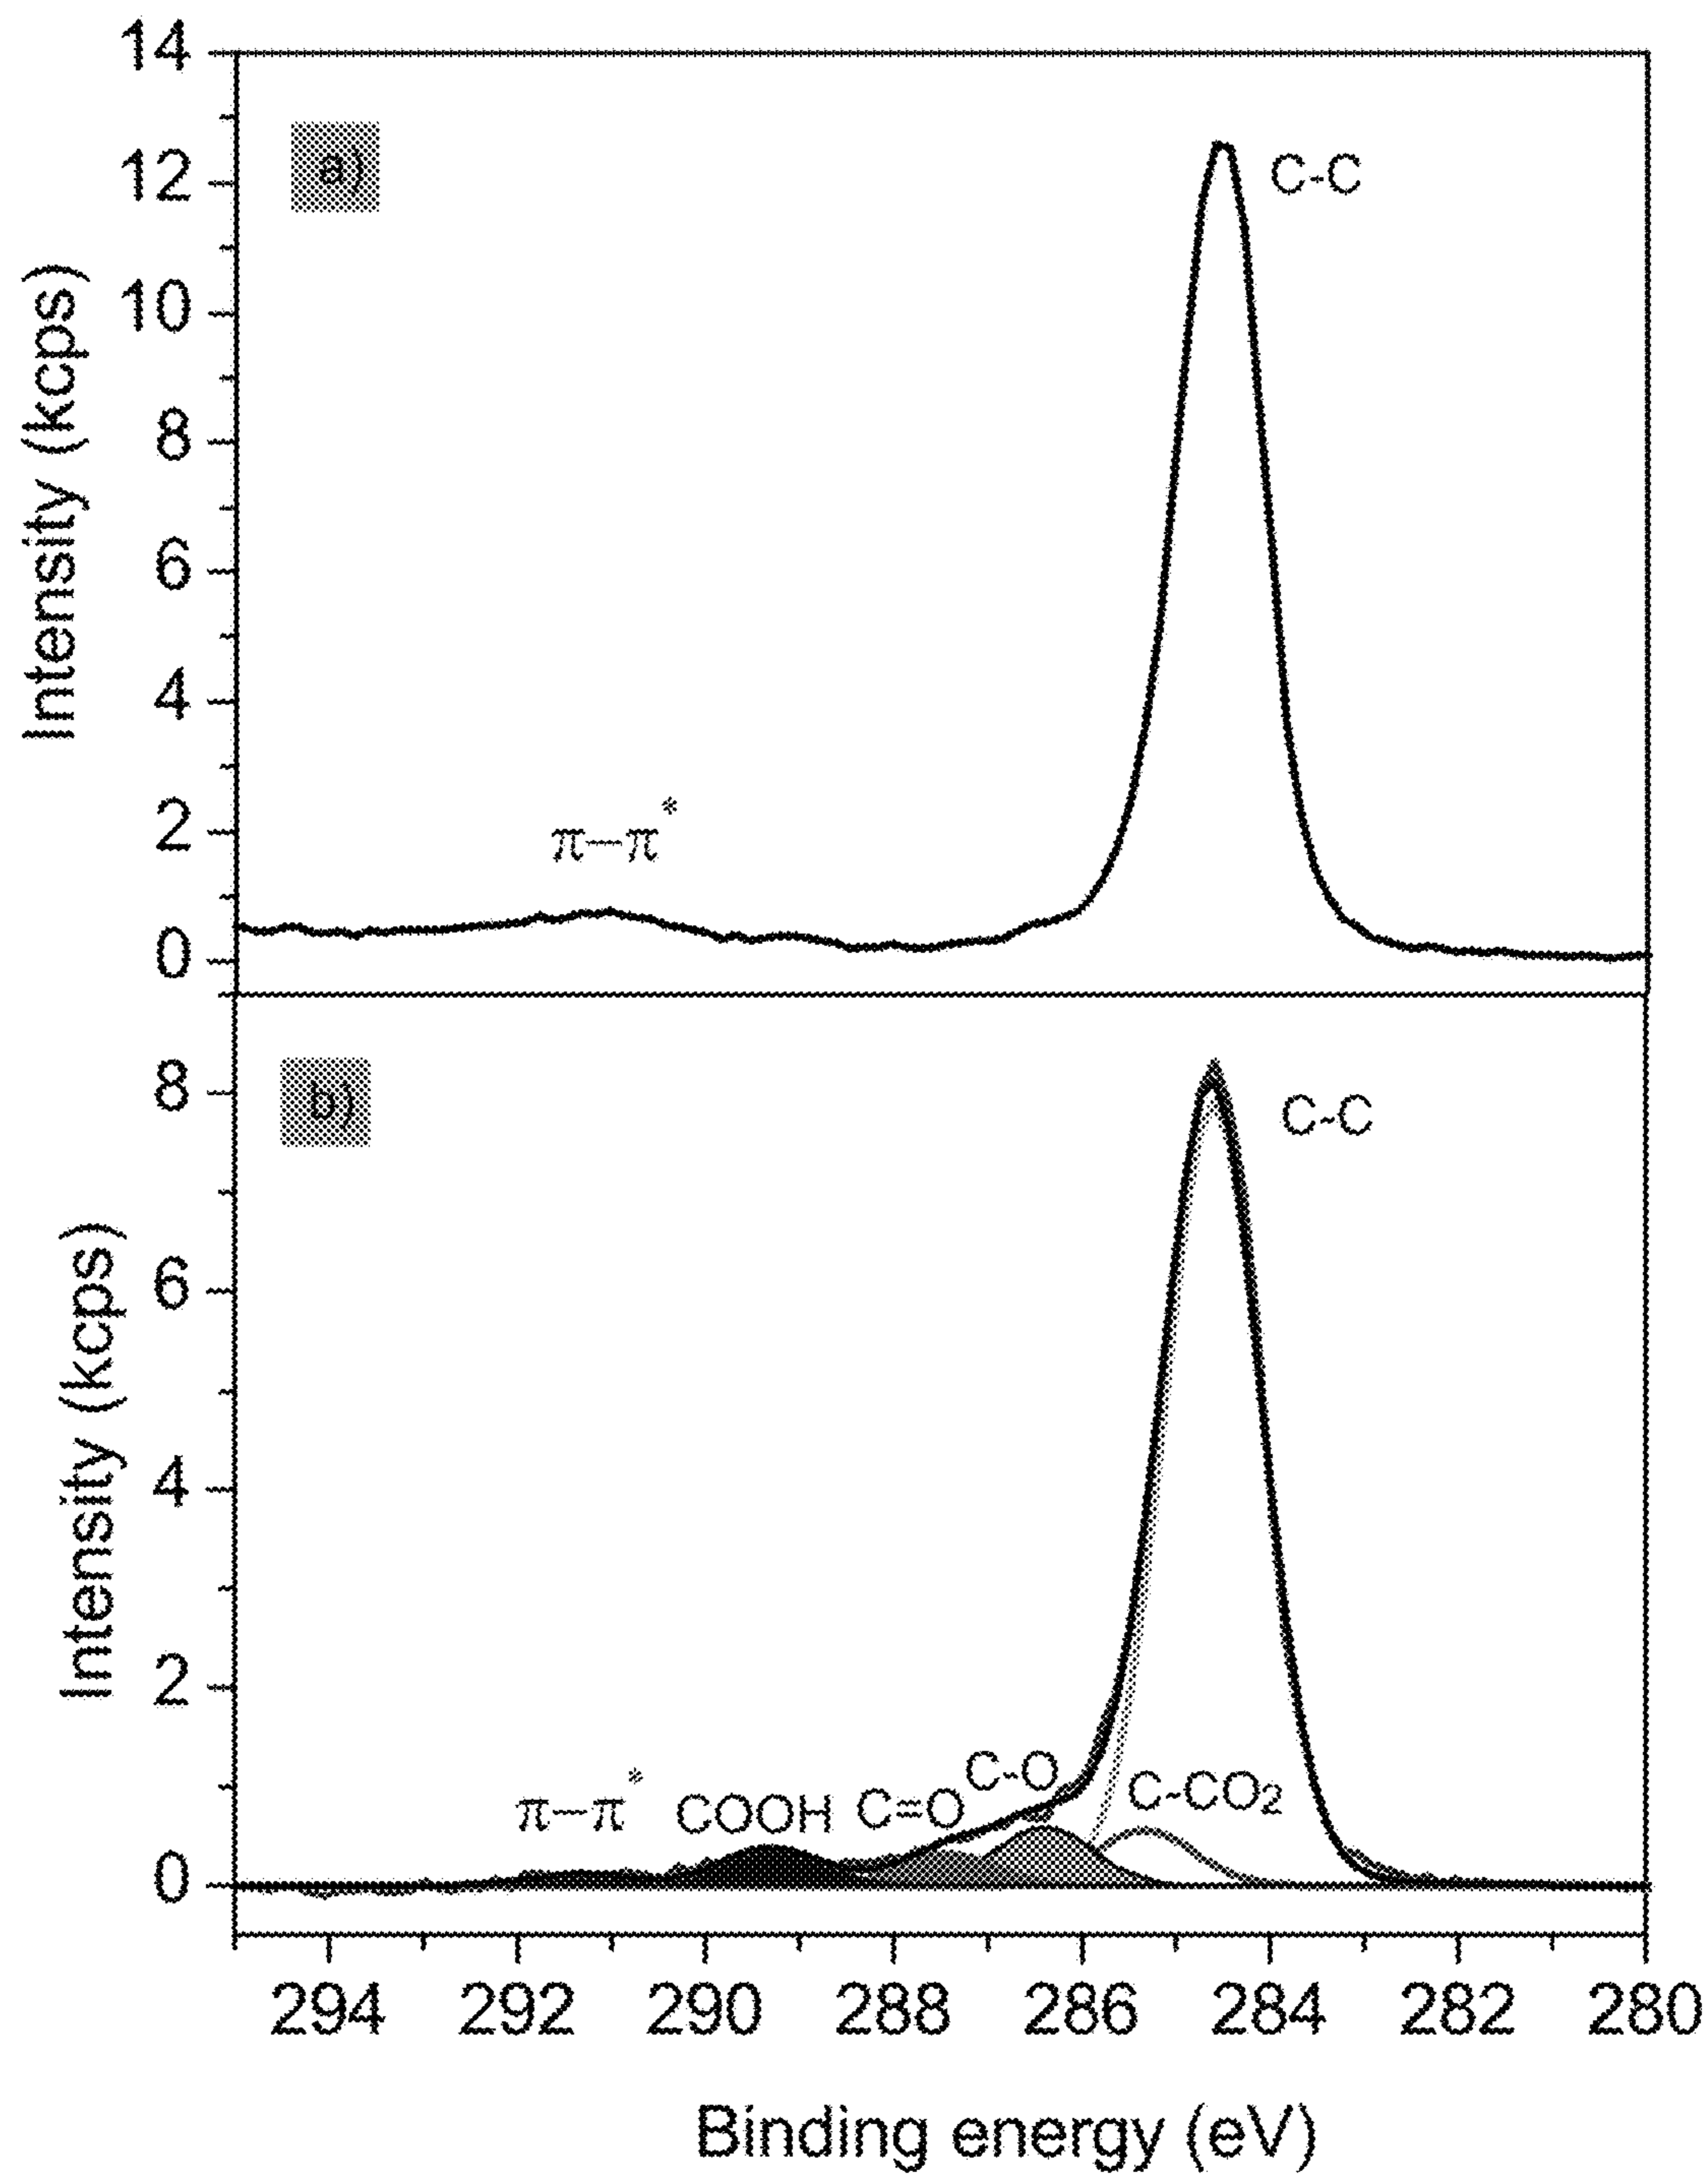 14
12
10
8
6
4
2
0
Intensity (kcps)
a)
C-C
π–π*
8
6
4
2
0
Intensity (kcps)
b)
C-C
π–π*
COOH
C=O
C-O
C-CO₂
294 292 290 288 286 284 282 280
Binding energy (eV)